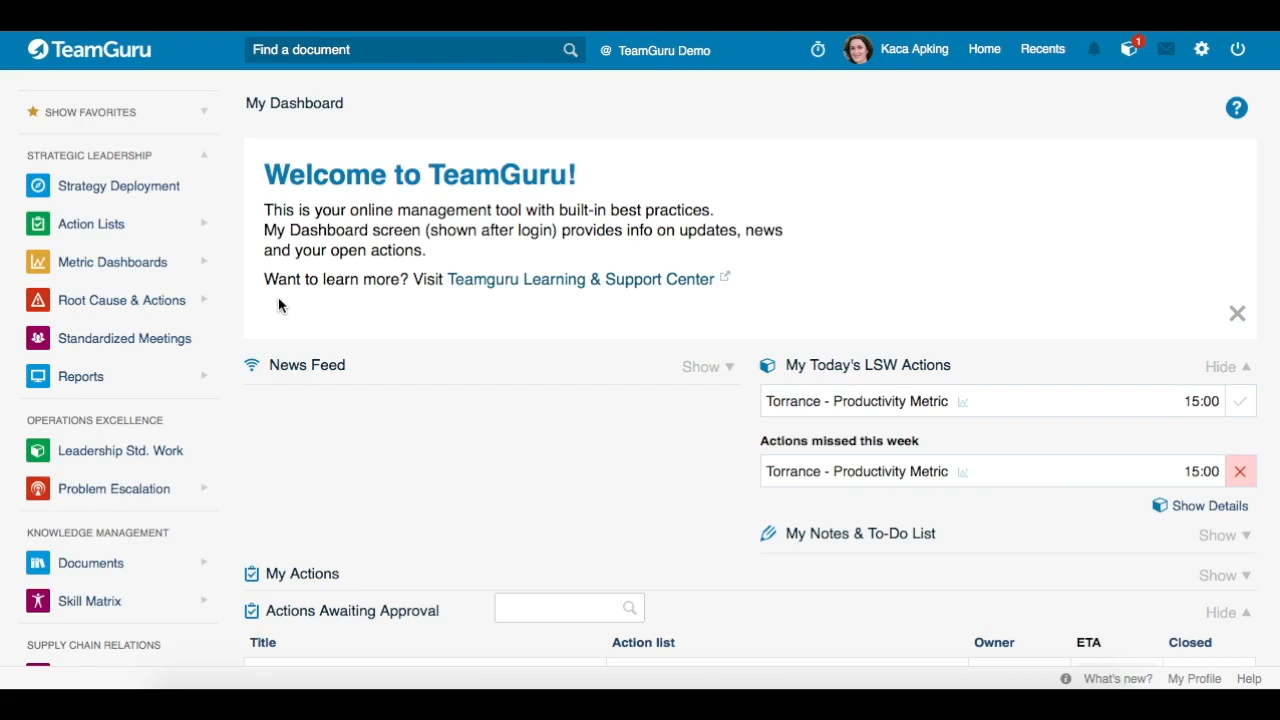 TeamGuru
Find a document
@ TeamGuru Demo
Kaca Apking
Home
Recents
1
SHOW FAVORITES
STRATEGIC LEADERSHIP
Strategy Deployment
Action Lists
Metric Dashboards
Root Cause & Actions
Standardized Meetings
Reports
OPERATIONS EXCELLENCE
Leadership Std. Work
Problem Escalation
KNOWLEDGE MANAGEMENT
Documents
Skill Matrix
SUPPLY CHAIN RELATIONS
My Dashboard
?
Welcome to TeamGuru!
This is your online management tool with built-in best practices.
My Dashboard screen (shown after login) provides info on updates, news
and your open actions.
Want to learn more? Visit Teamguru Learning & Support Center
News Feed
Show
My Today's LSW Actions
Hide
Torrance - Productivity Metric 15:00
Actions missed this week
Torrance - Productivity Metric 15:00
Show Details
My Notes & To-Do List
Show
My Actions
Show
Actions Awaiting Approval
Hide
Title Action list Owner ETA Closed
What's new? My Profile Help